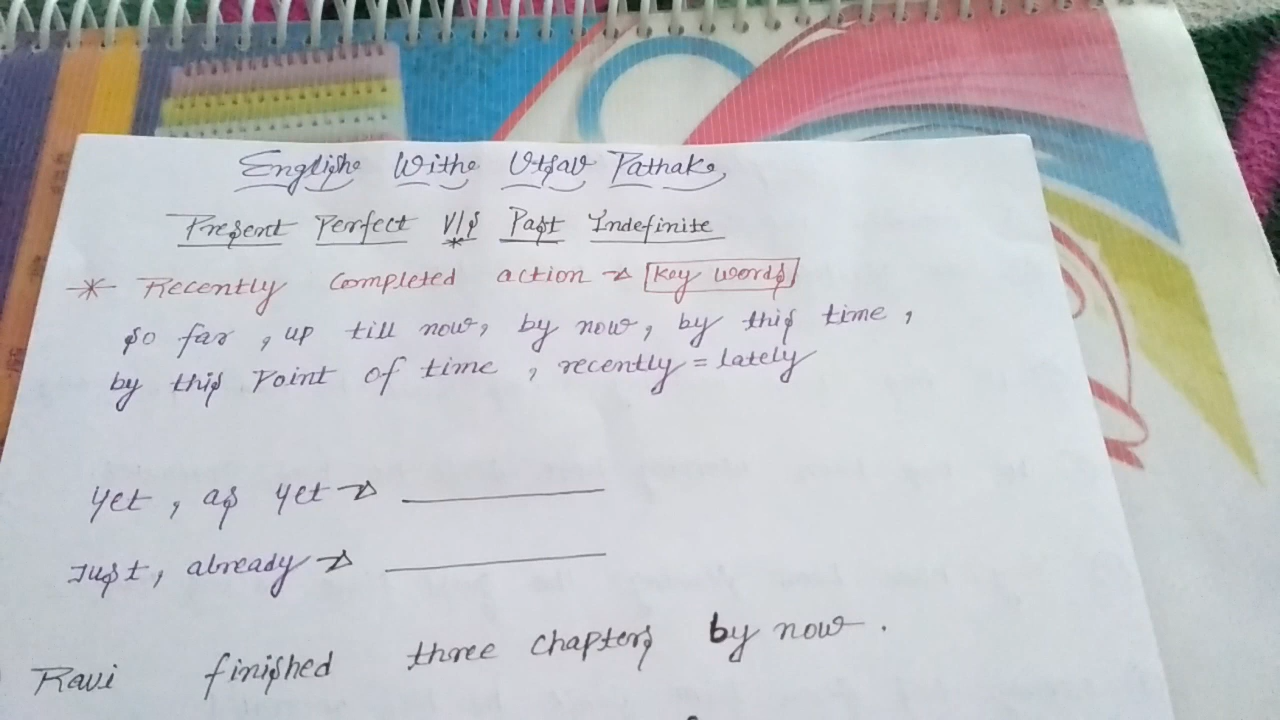 English With Utsav Pathak
Present Perfect V/s Past Indefinite
* Recently completed action → Key words
so far, up till now, by now, by this time,
by this Point of time, recently = lately
Yet, as yet → ________
Just, already → ________
Ravi finished three chapters by now.